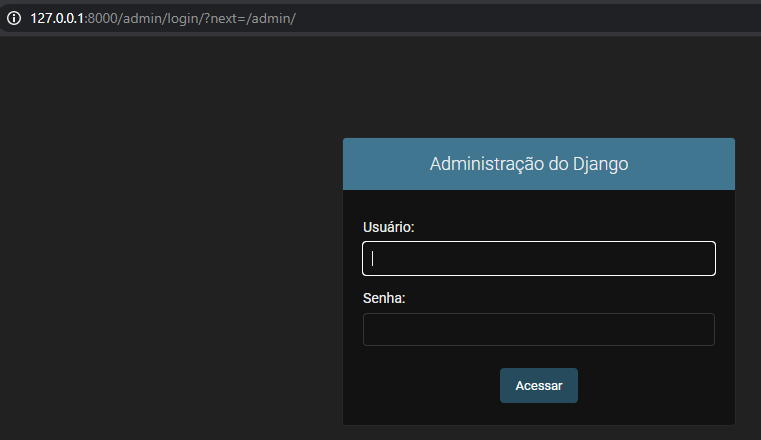 127.0.0.1:8000/admin/login/?next=/admin/
Administração do Django
Usuário:
Senha:
Acessar